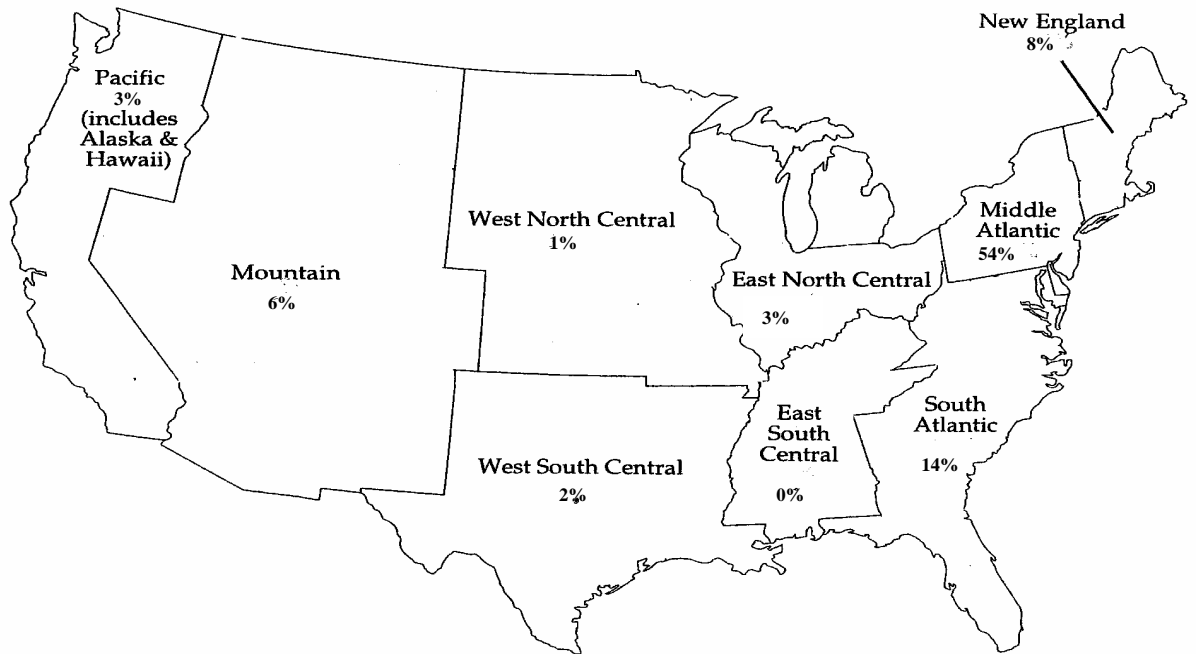 New England
8%
Pacific
3%
(includes
Alaska &
Hawaii)
West North Central
1%
Middle
Atlantic
54%
Mountain
6%
East North Central
3%
East
South
Central
0%
South
Atlantic
14%
West South Central
2%